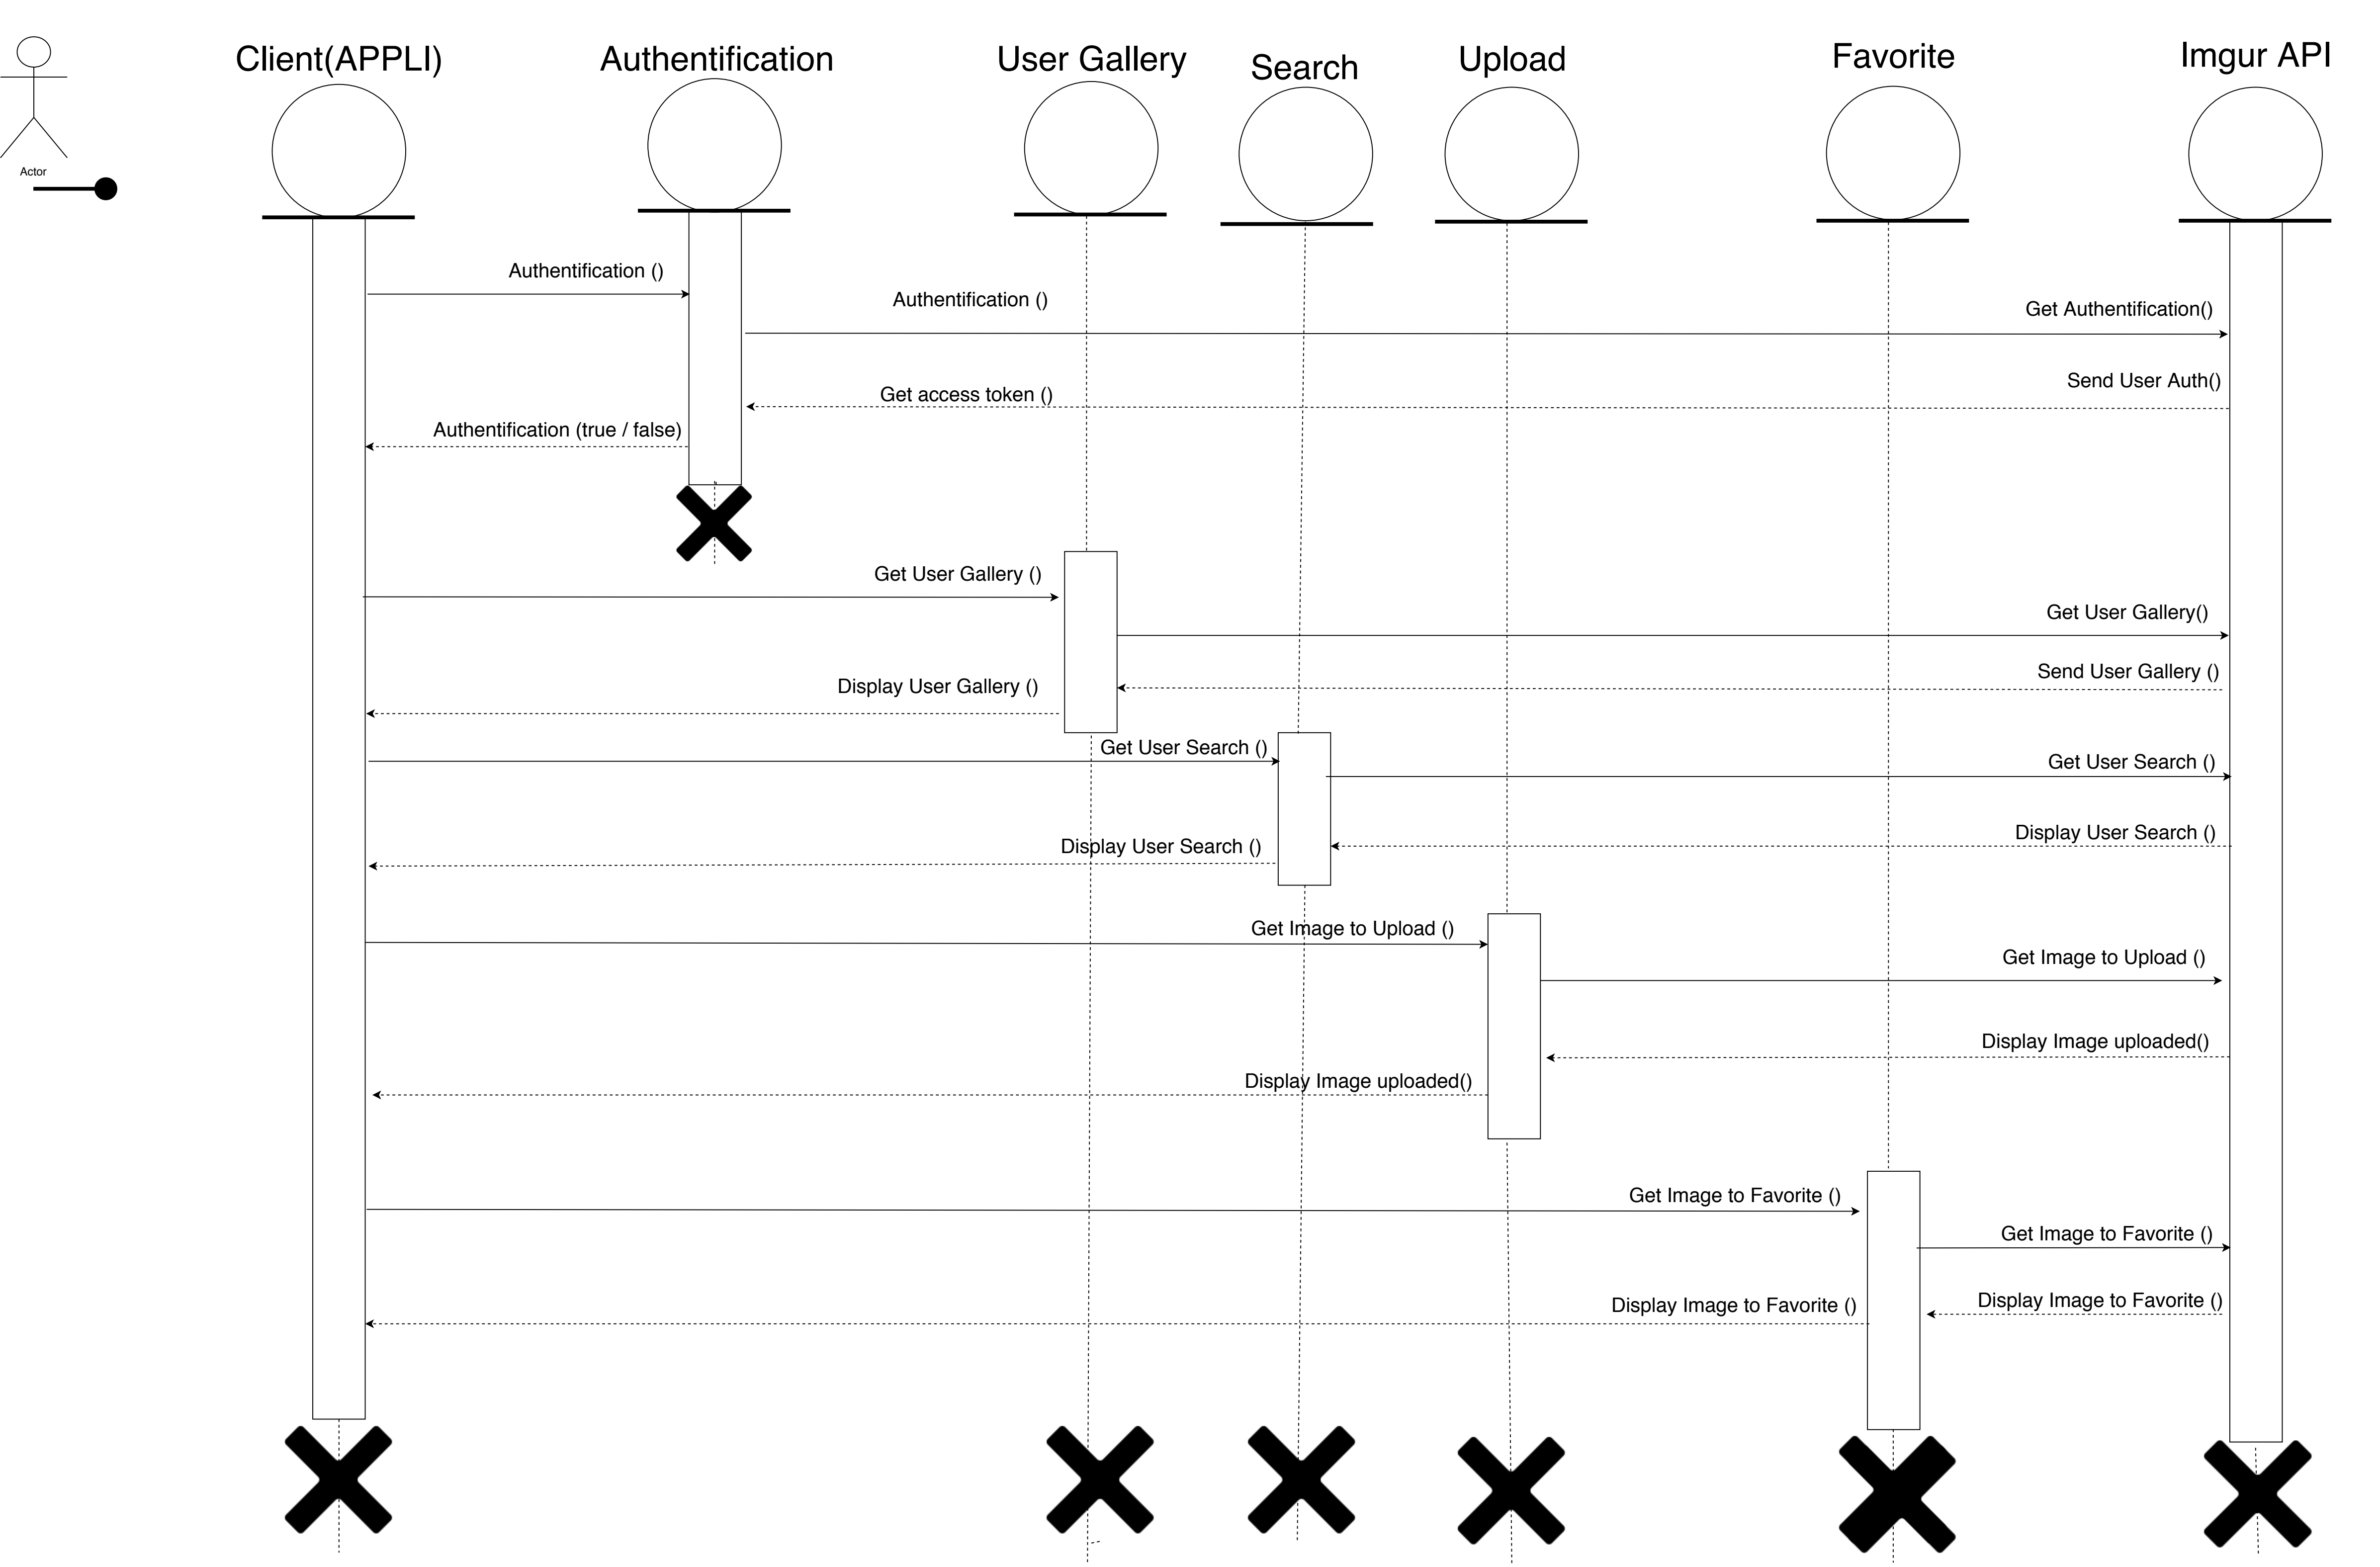 Client(APPLI)
Authentification
User Gallery
Search
Upload
Favorite
Imgur API
Actor
Authentification ()
Authentification ()
Get Authentification()
Send User Auth()
Get access token ()
Authentification (true / false)
Get User Gallery ()
Get User Gallery()
Send User Gallery ()
Display User Gallery ()
Get User Search ()
Get User Search ()
Display User Search ()
Display User Search ()
Get Image to Upload ()
Get Image to Upload ()
Display Image uploaded()
Display Image uploaded()
Get Image to Favorite ()
Get Image to Favorite ()
Display Image to Favorite ()
Display Image to Favorite ()